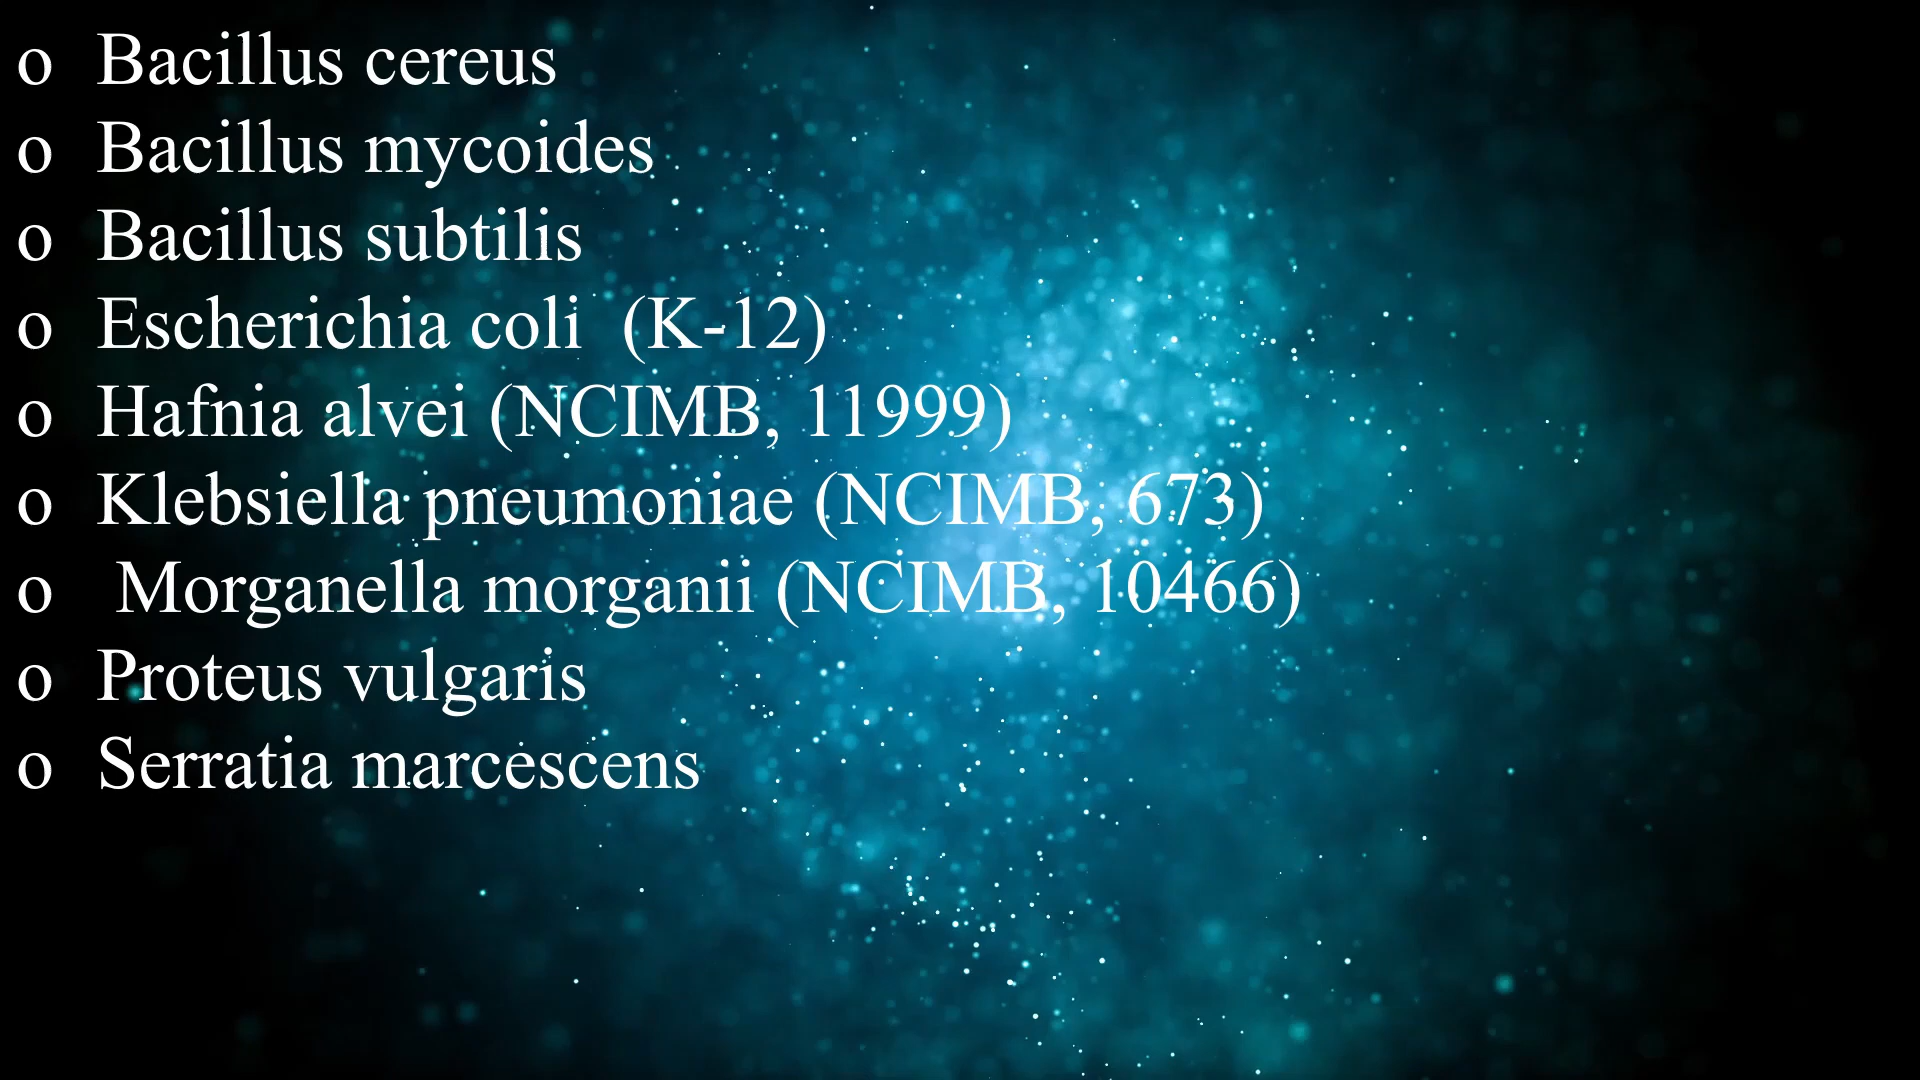 o Bacillus cereus
o Bacillus mycoides
o Bacillus subtilis
o Escherichia coli  (K-12)
o Hafnia alvei (NCIMB, 11999)
o Klebsiella pneumoniae (NCIMB, 673)
o  Morganella morganii (NCIMB, 10466)
o Proteus vulgaris
o Serratia marcescens